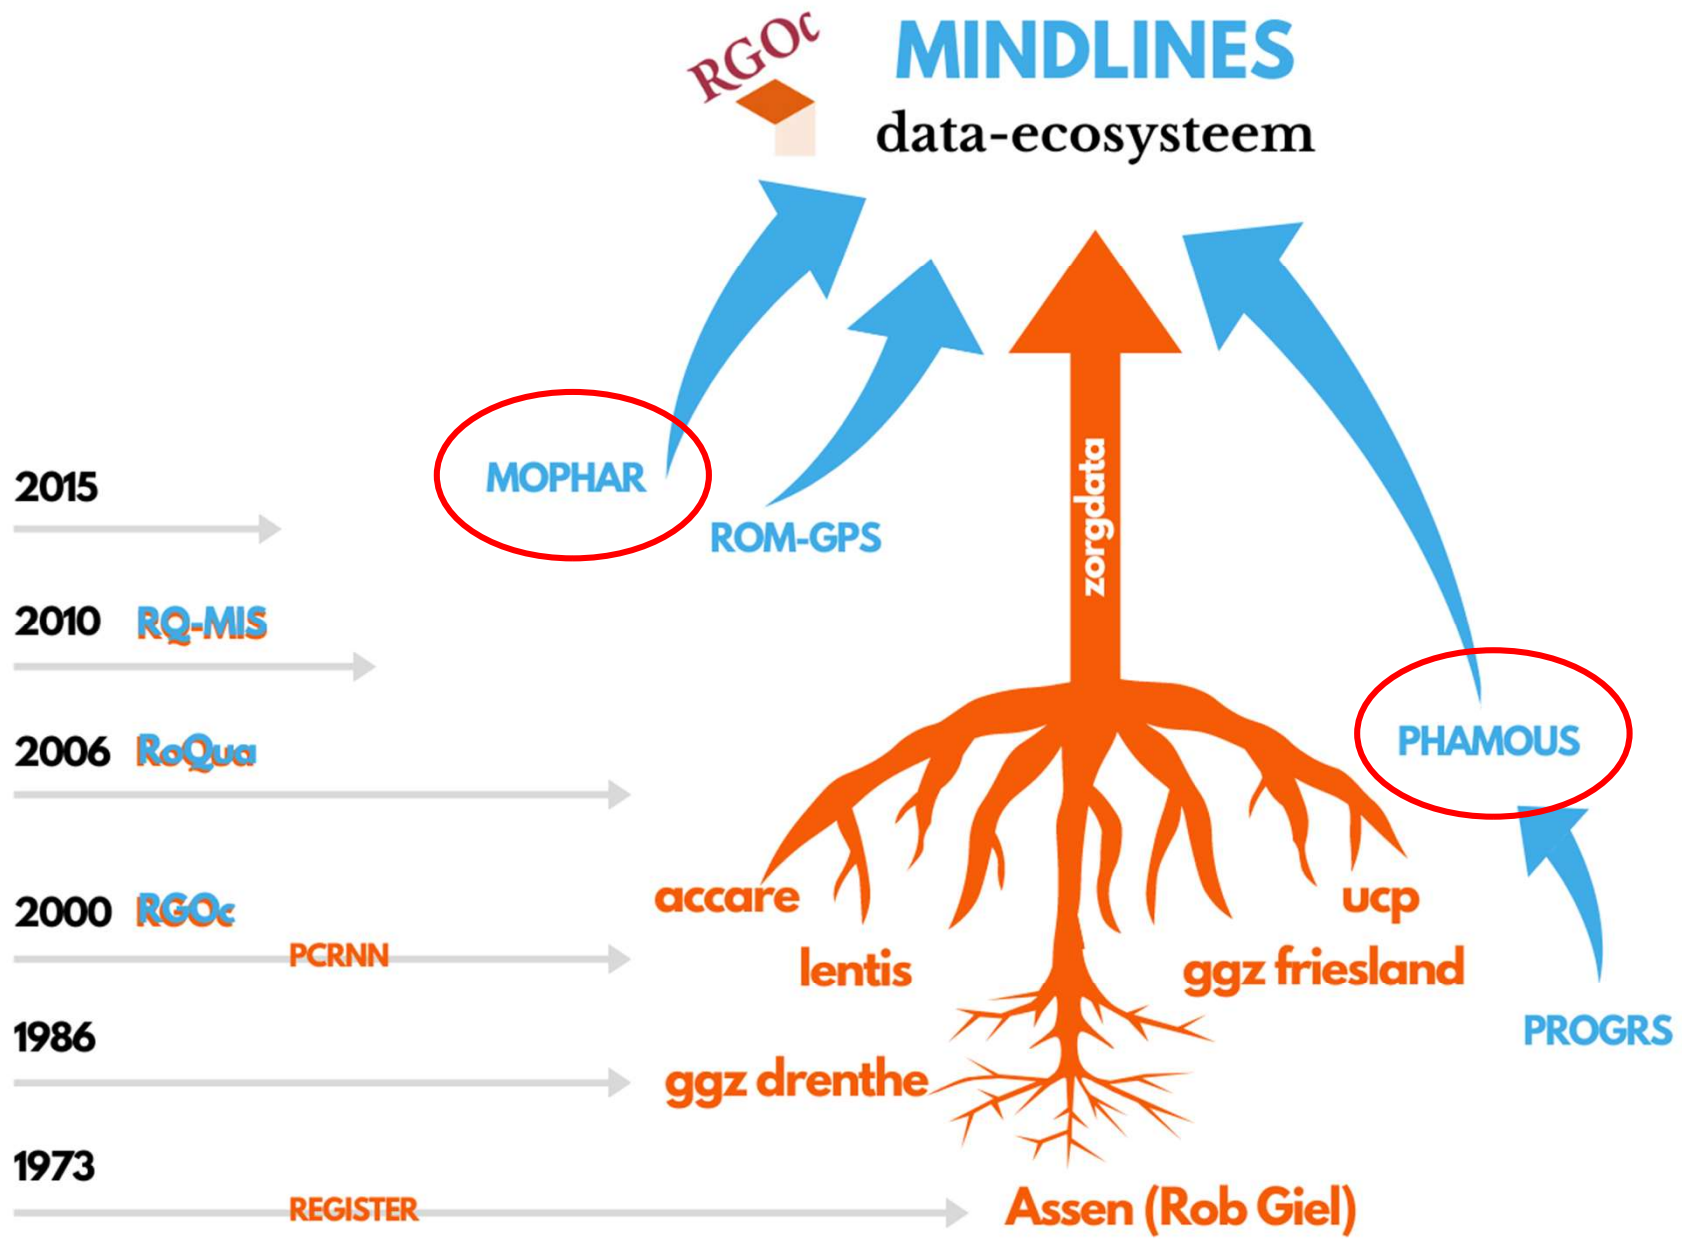 RGOc
MINDLINES
data-ecosysteem
zorgdata
2015
MOPHAR
ROM-GPS
2010 RQ-MIS
2006 RoQua
PHAMOUS
2000 RGOc
PCRNN
accare
ucp
lentis
ggz friesland
PROGRS
1986
ggz drenthe
1973
REGISTER
Assen (Rob Giel)